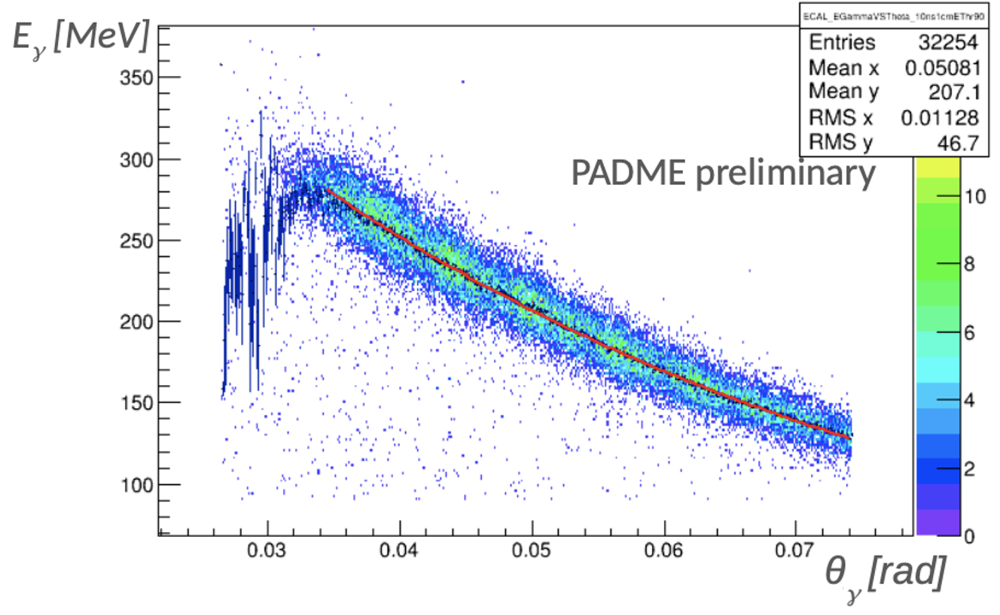 E_γ [MeV]
ECAL_EGammaVSTheta_10ns1cmEThr90
Entries 32254
Mean x 0.05081
Mean y 207.1
RMS x 0.01128
RMS y 46.7
PADME preliminary
350
300
250
200
150
100
10
8
6
4
2
0
0.03 0.04 0.05 0.06 0.07
θ_γ [rad]